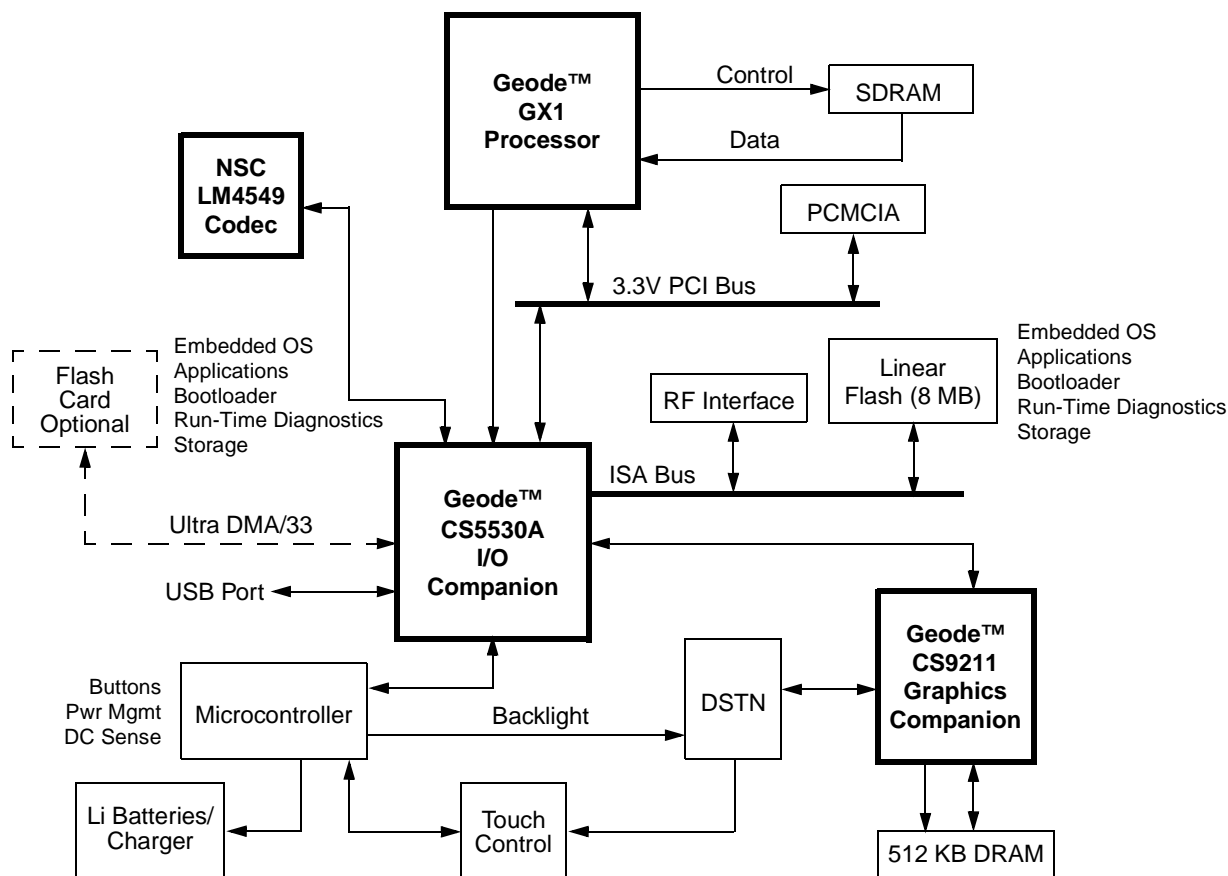 Geode™
GX1
Processor
Control
SDRAM
Data
NSC
LM4549
Codec
PCMCIA
3.3V PCI Bus
Flash
Card
Optional
Embedded OS
Applications
Bootloader
Run-Time Diagnostics
Storage
RF Interface
Linear
Flash (8 MB)
Embedded OS
Applications
Bootloader
Run-Time Diagnostics
Storage
ISA Bus
Geode™
CS5530A
I/O
Companion
Ultra DMA/33
USB Port
Geode™
CS9211
Graphics
Companion
Buttons
Pwr Mgmt
DC Sense
Microcontroller
Backlight
DSTN
Li Batteries/
Charger
Touch
Control
512 KB DRAM